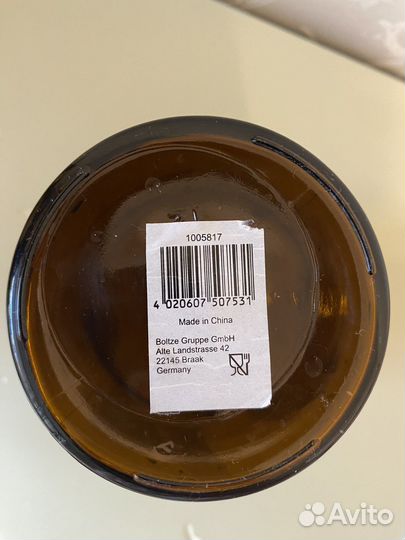 1005817
4 020607 507531
Made in China
Boltze Gruppe GmbH
Alte Landstrasse 42
22145 Braak
Germany
Avito